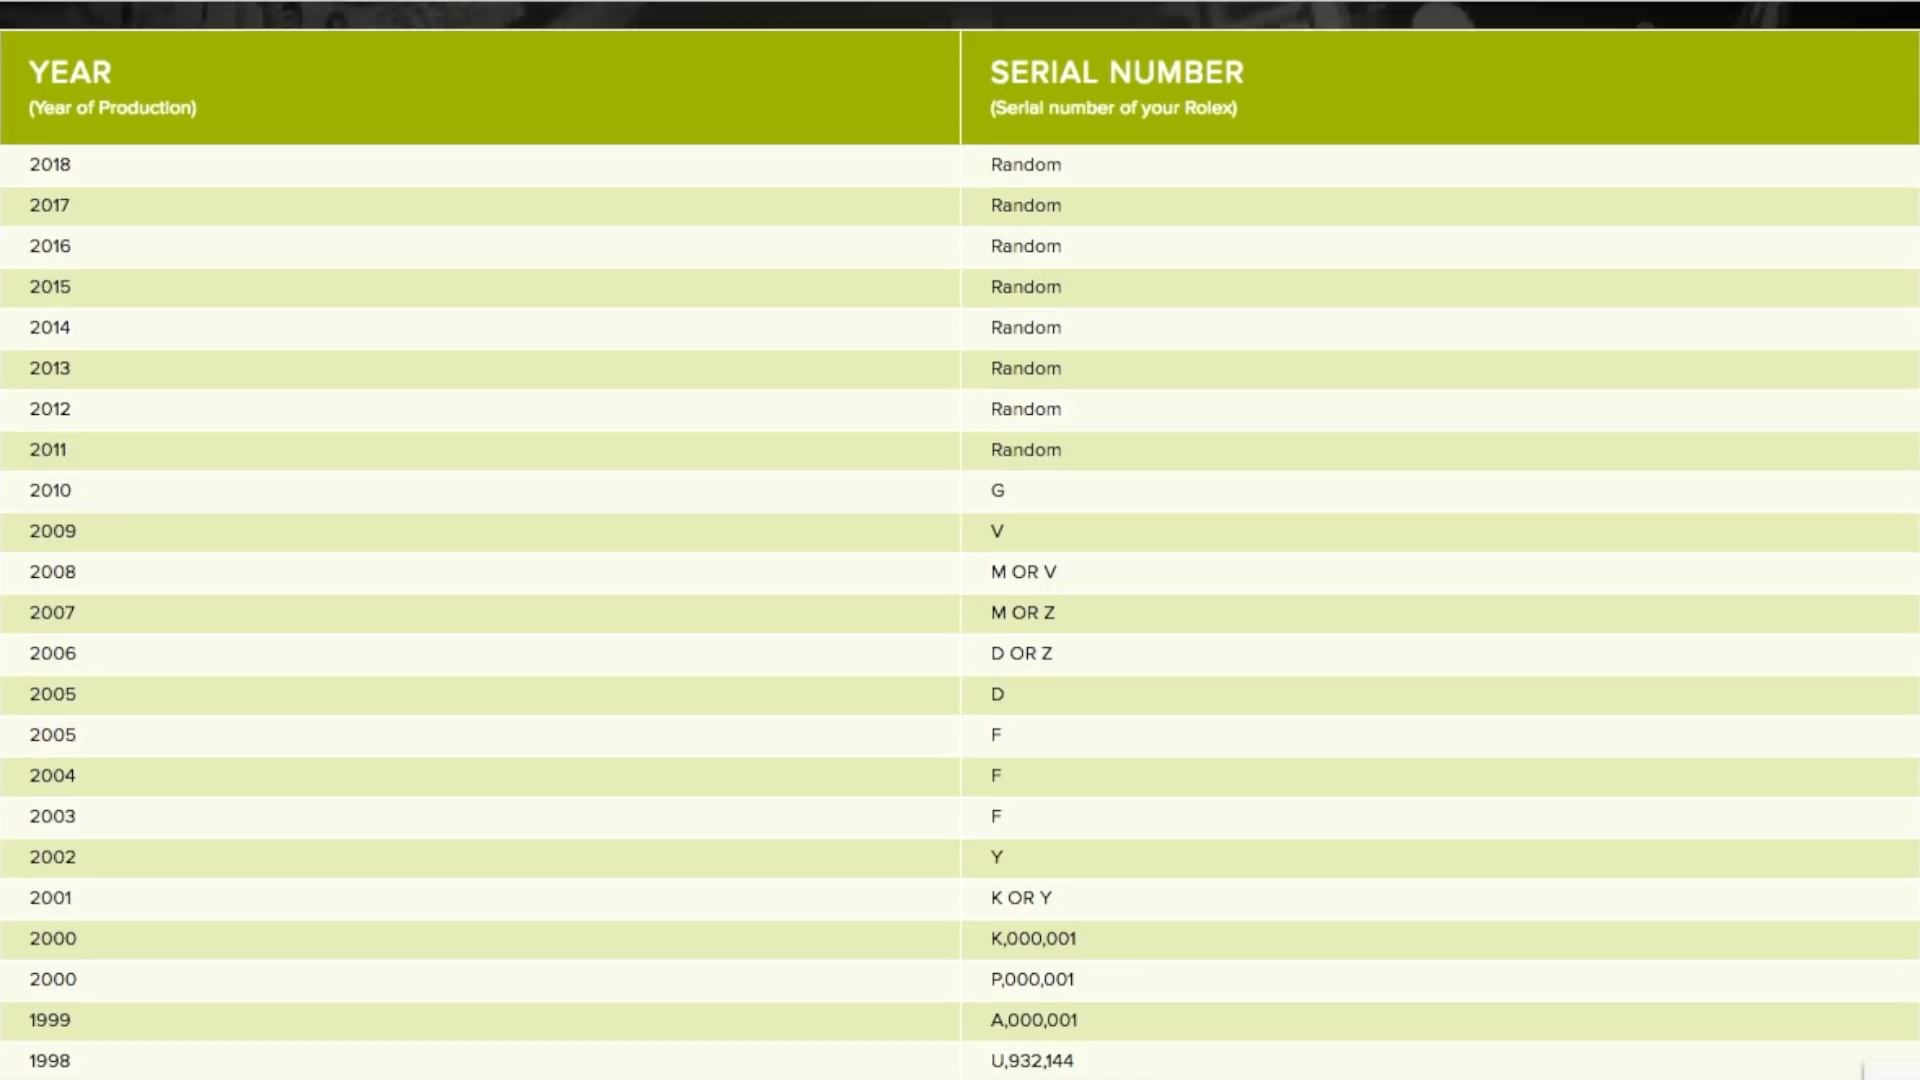 YEAR SERIAL NUMBER
(Year of Production) (Serial number of your Rolex)
2018 Random
2017 Random
2016 Random
2015 Random
2014 Random
2013 Random
2012 Random
2011 Random
2010 G
2009 V
2008 M OR V
2007 M OR Z
2006 D OR Z
2005 D
2005 F
2004 F
2003 F
2002 Y
2001 K OR Y
2000 K,000,001
2000 P,000,001
1999 A,000,001
1998 U,932,144